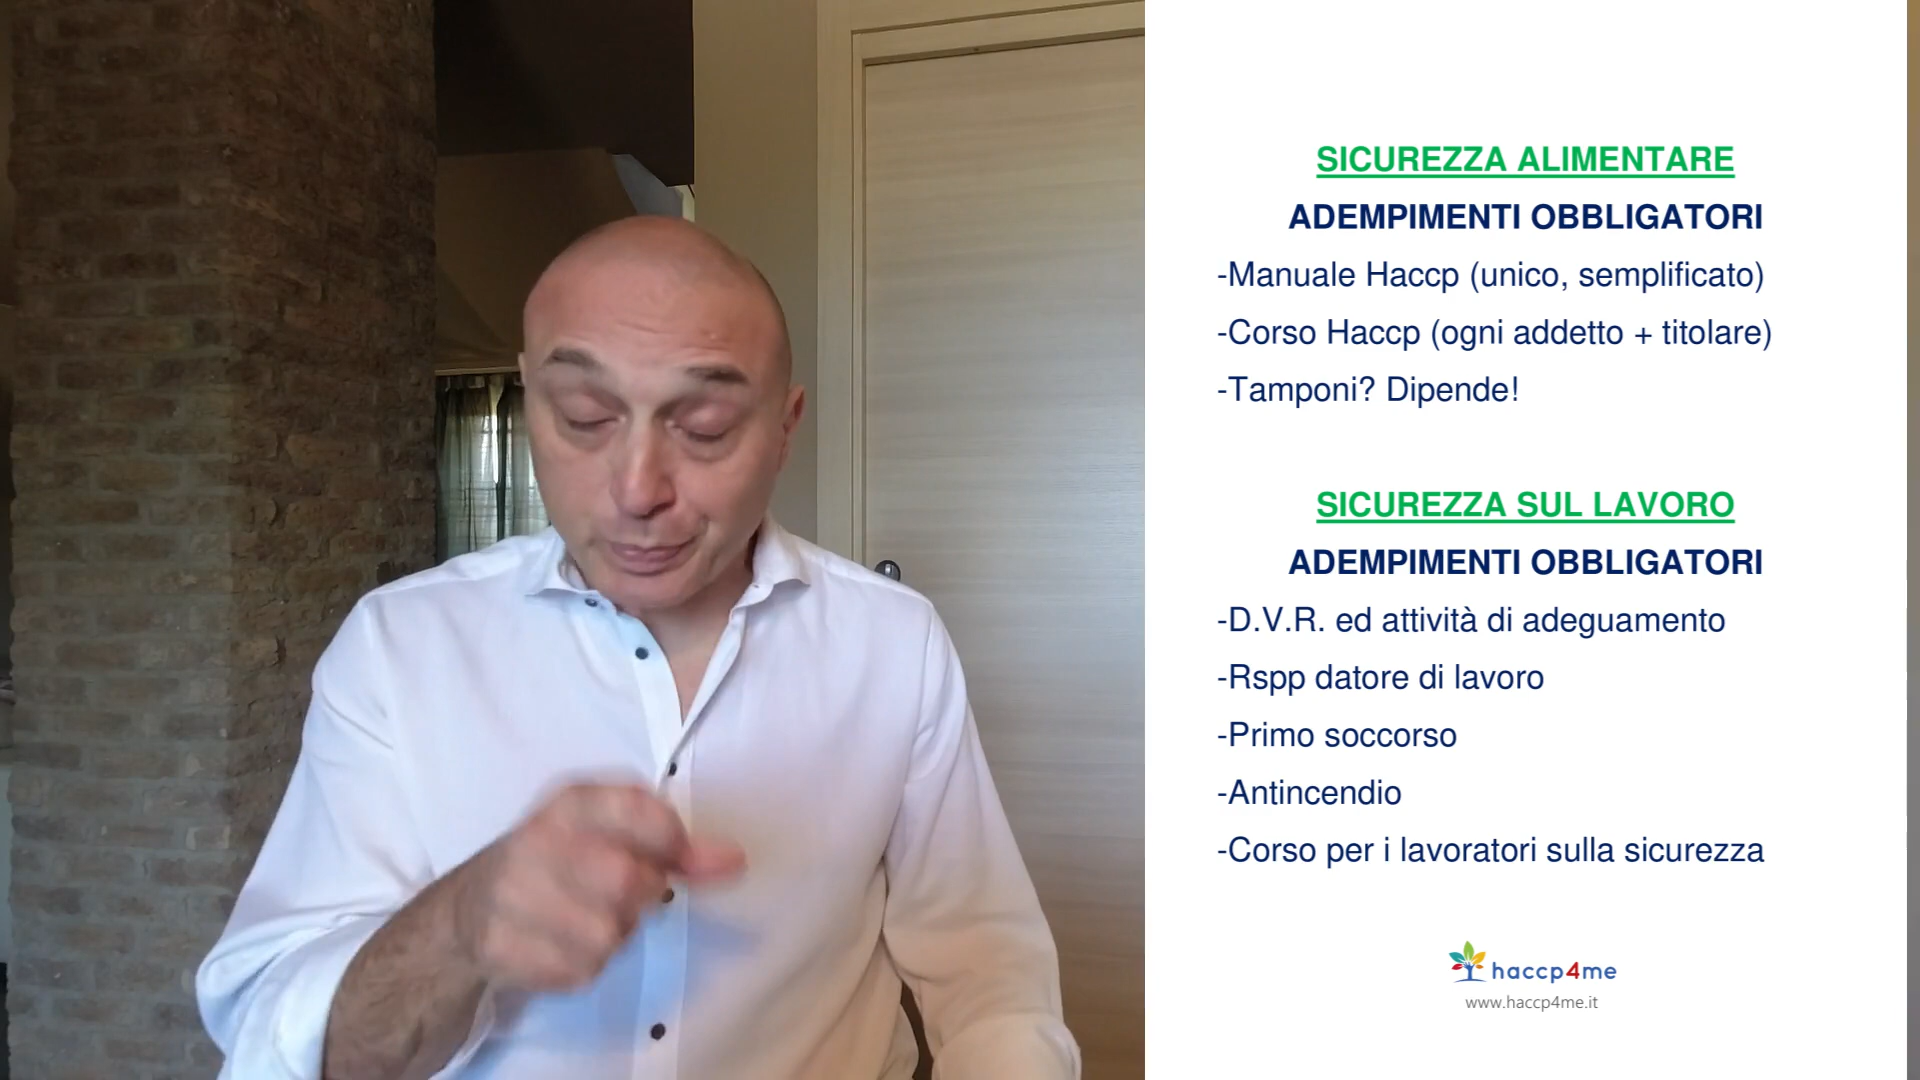 SICUREZZA ALIMENTARE
ADEMPIMENTI OBBLIGATORI
-Manuale Haccp (unico, semplificato)
-Corso Haccp (ogni addetto + titolare)
-Tamponi? Dipende!
SICUREZZA SUL LAVORO
ADEMPIMENTI OBBLIGATORI
-D.V.R. ed attività di adeguamento
-Rspp datore di lavoro
-Primo soccorso
-Antincendio
-Corso per i lavoratori sulla sicurezza
haccp4me
www.haccp4me.it